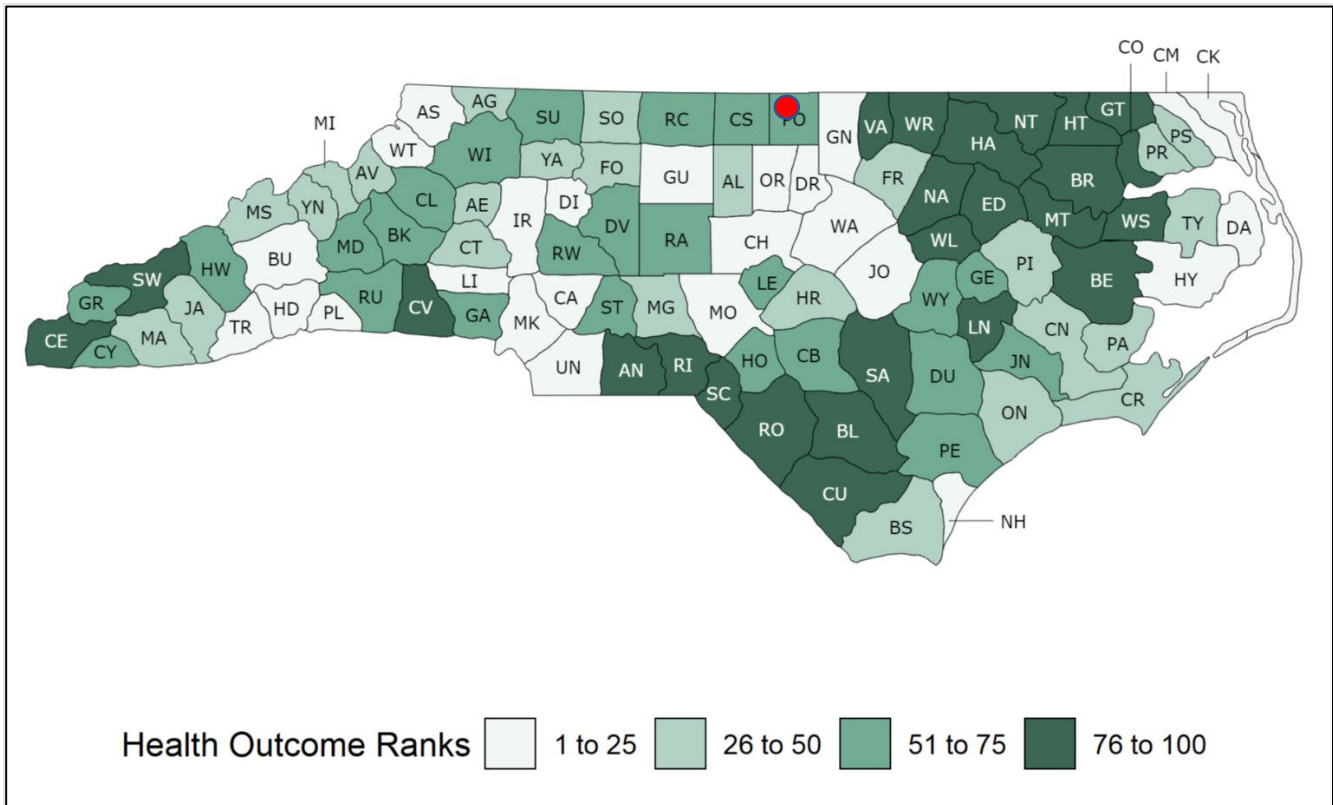 CO CM CK
AS AG SU SO RC CS PO GN VA WR HA NT HT GT
MI WT WI YA FO GU AL OR DR FR PR PS
AV CL AE IR DI DV RA CH WA NA ED BR
MS YN MD BK CT RW MT WS TY DA
SW HW BU LI CA ST MG MO LE HR JO WL WY GE PI BE HY
GR JA TR HD PL RU CV GA MK LN CN
CE CY MA UN AN RI HO CB SA DU JN PA
SC RO BL ON CR
CU PE
BS NH
Health Outcome Ranks 1 to 25 26 to 50 51 to 75 76 to 100